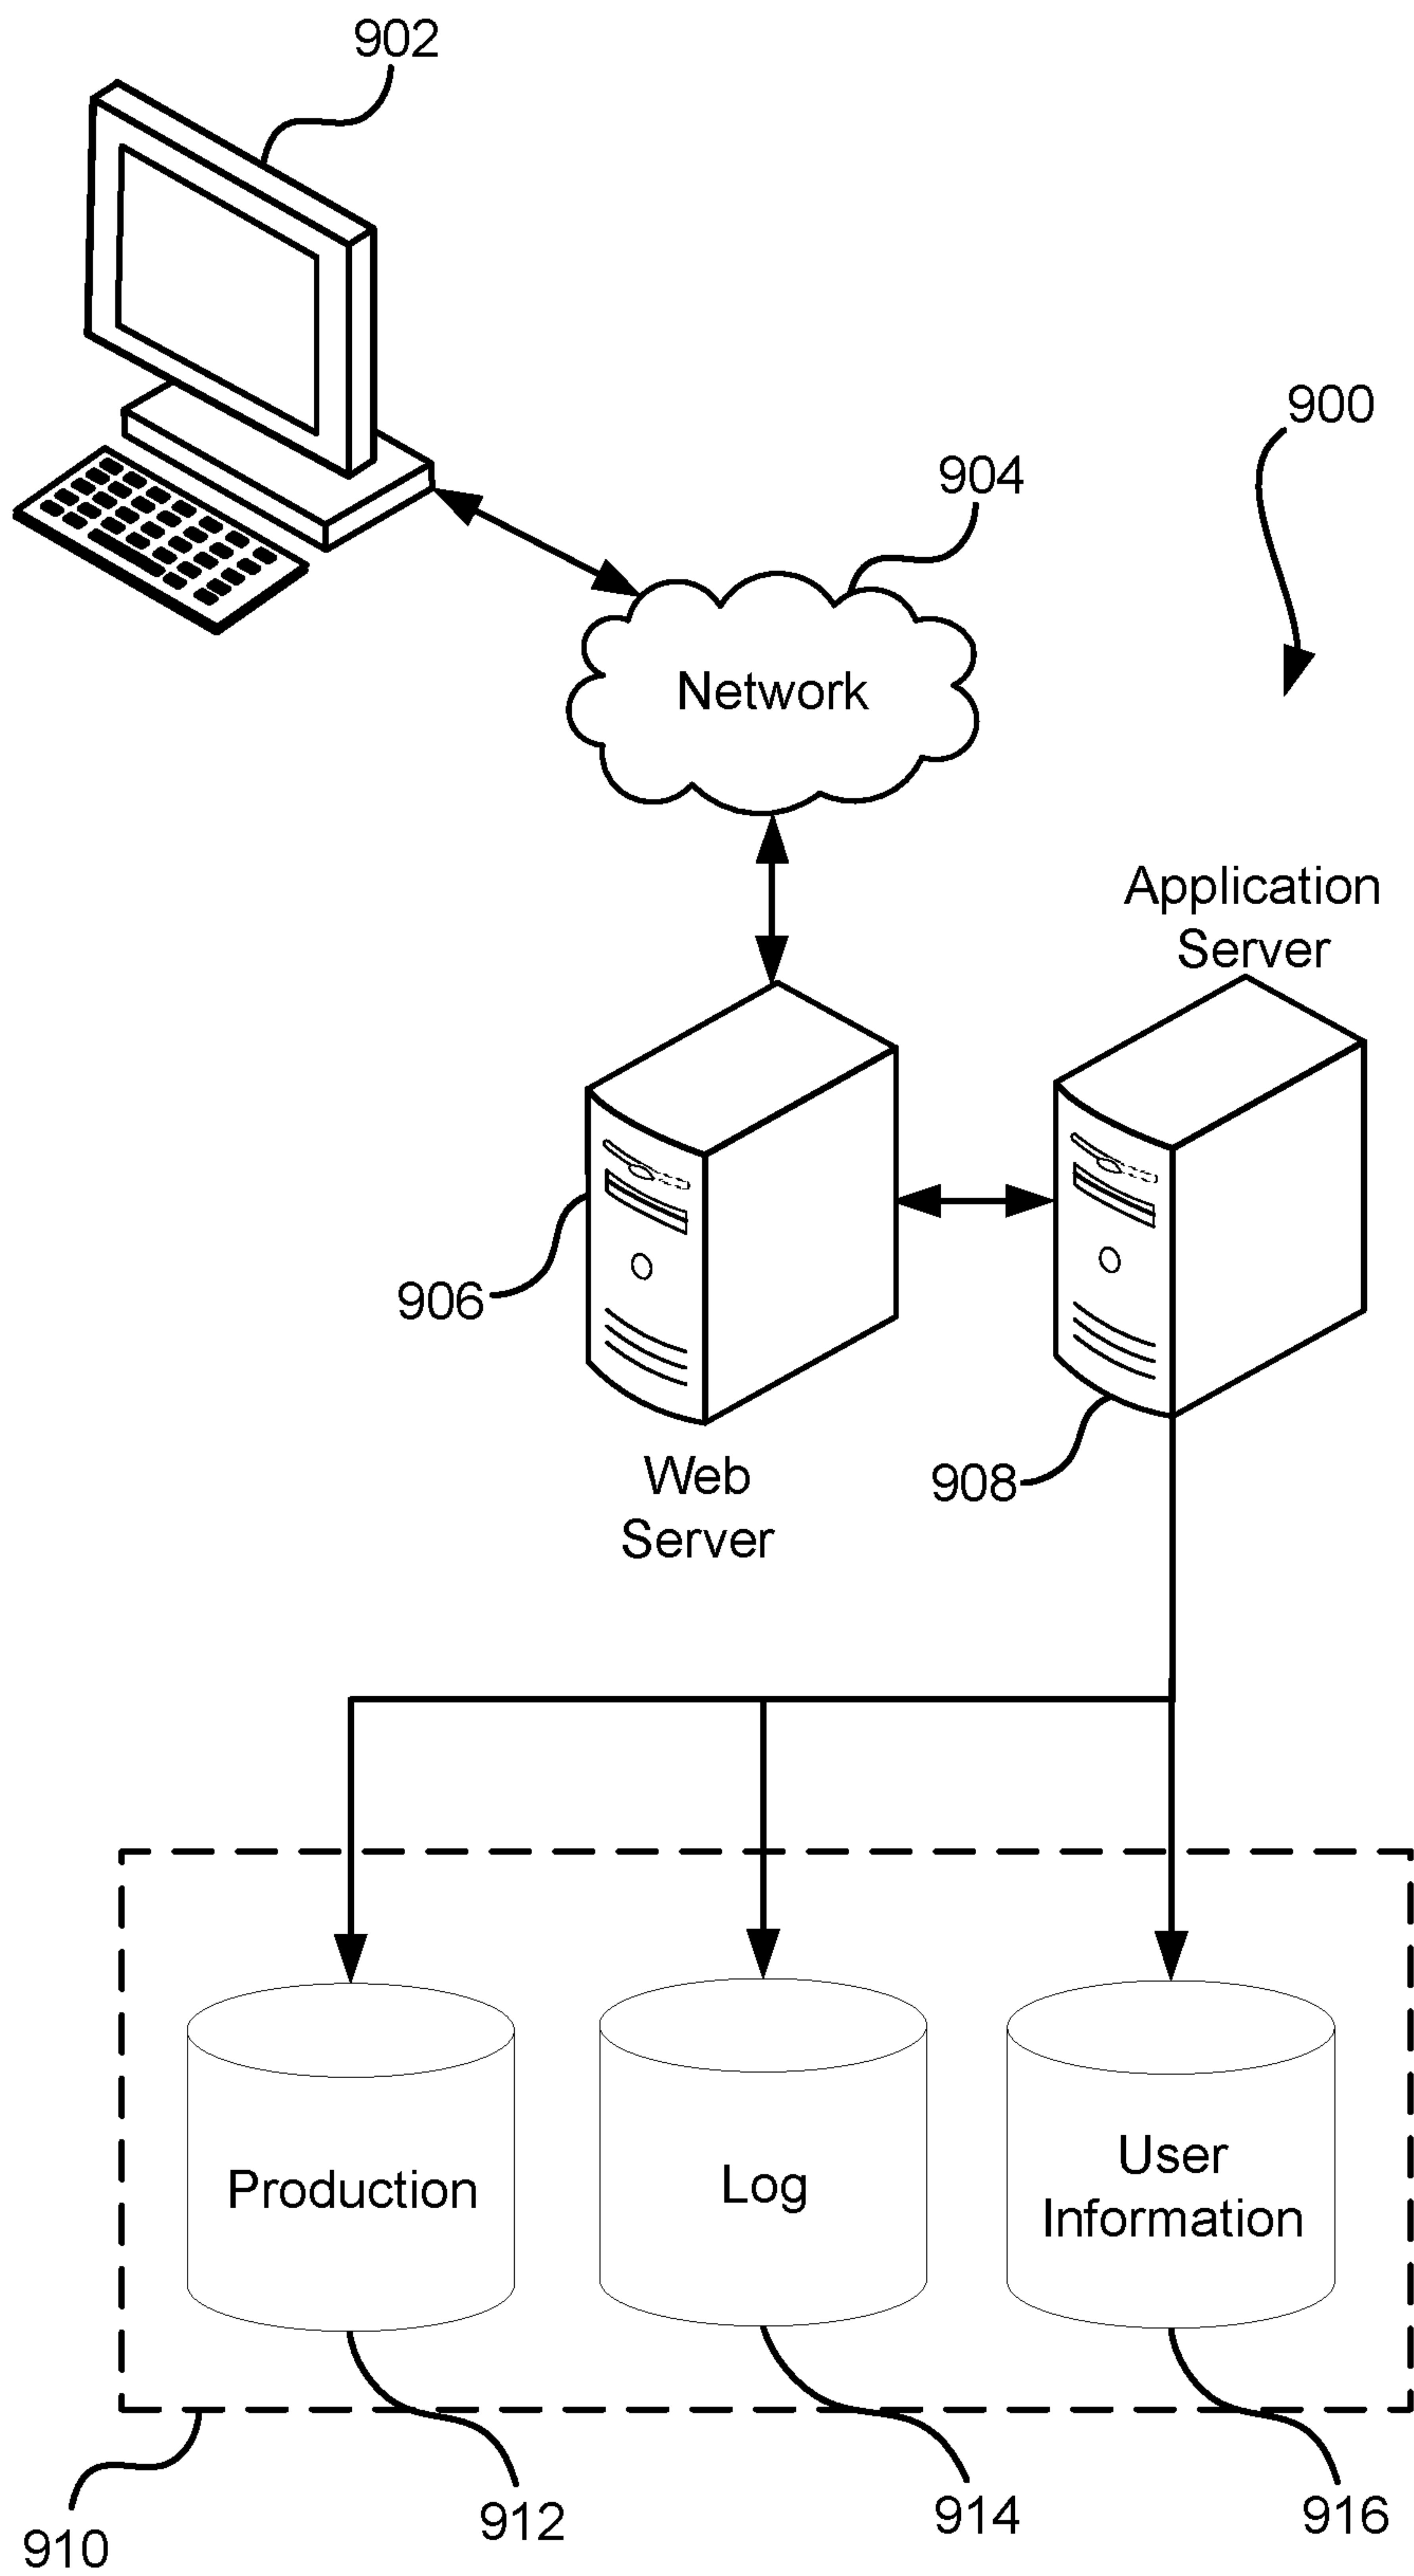 902
900
904
Network
Application
Server
906
Web
Server
908
Production
Log
User
Information
910
912
914
916